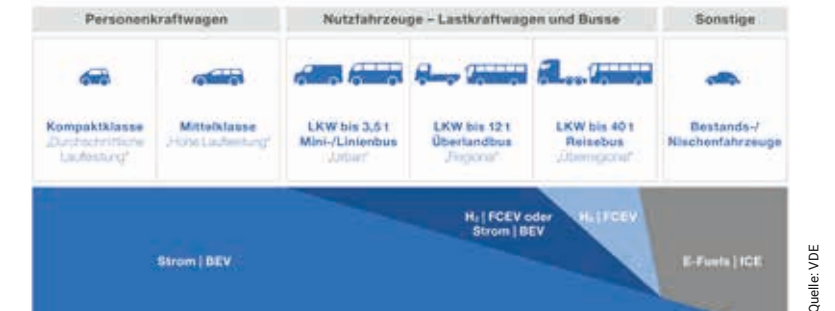 Personenkraftwagen
Nutzfahrzeuge – Lastkraftwagen und Busse
Sonstige
Kompaktklasse
„Durchschnittliche
Laufleistung“
Mittelklasse
„Hohe Laufleistung“
LKW bis 3,5 t
Mini-/Linienbus
„Urban“
LKW bis 12 t
Überlandbus
„Regional“
LKW bis 40 t
Reisebus
„Überregional“
Bestands-/
Nischenfahrzeuge
Strom | BEV
H₂ | FCEV oder
Strom | BEV
H₂ | FCEV
E-Fuels | ICE
Quelle: VDE